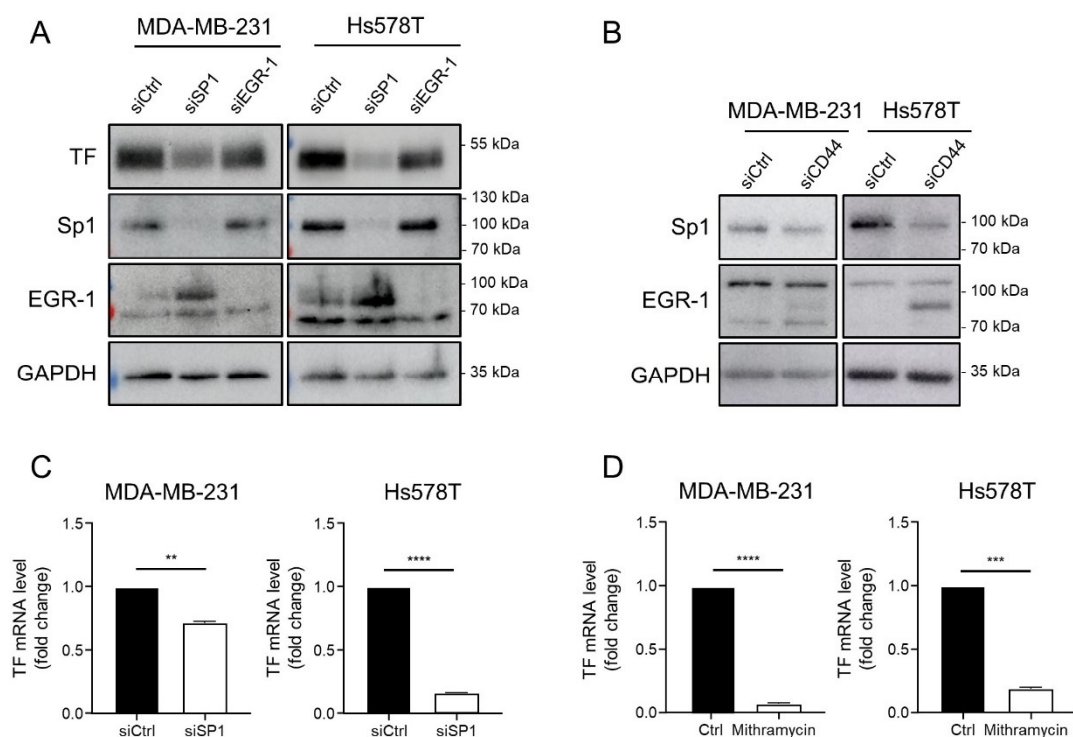 A
MDA-MB-231 Hs578T
siCtrl siSP1 siEGR-1 siCtrl siSP1 siEGR-1
TF
- 55 kDa
- 130 kDa
Sp1
- 100 kDa
- 70 kDa
- 100 kDa
EGR-1
- 70 kDa
GAPDH
- 35 kDa
B
MDA-MB-231 Hs578T
siCtrl siCD44 siCtrl siCD44
Sp1
- 100 kDa
- 70 kDa
EGR-1
- 100 kDa
- 70 kDa
GAPDH
- 35 kDa
C
MDA-MB-231
TF mRNA level
(fold change)
1.5
1.0
0.5
0.0
**
siCtrl siSP1
Hs578T
TF mRNA level
(fold change)
1.5
1.0
0.5
0.0
****
siCtrl siSP1
D
MDA-MB-231
TF mRNA level
(fold change)
1.5
1.0
0.5
0.0
****
Ctrl Mithramycin
Hs578T
TF mRNA level
(fold change)
1.5
1.0
0.5
0.0
***
Ctrl Mithramycin